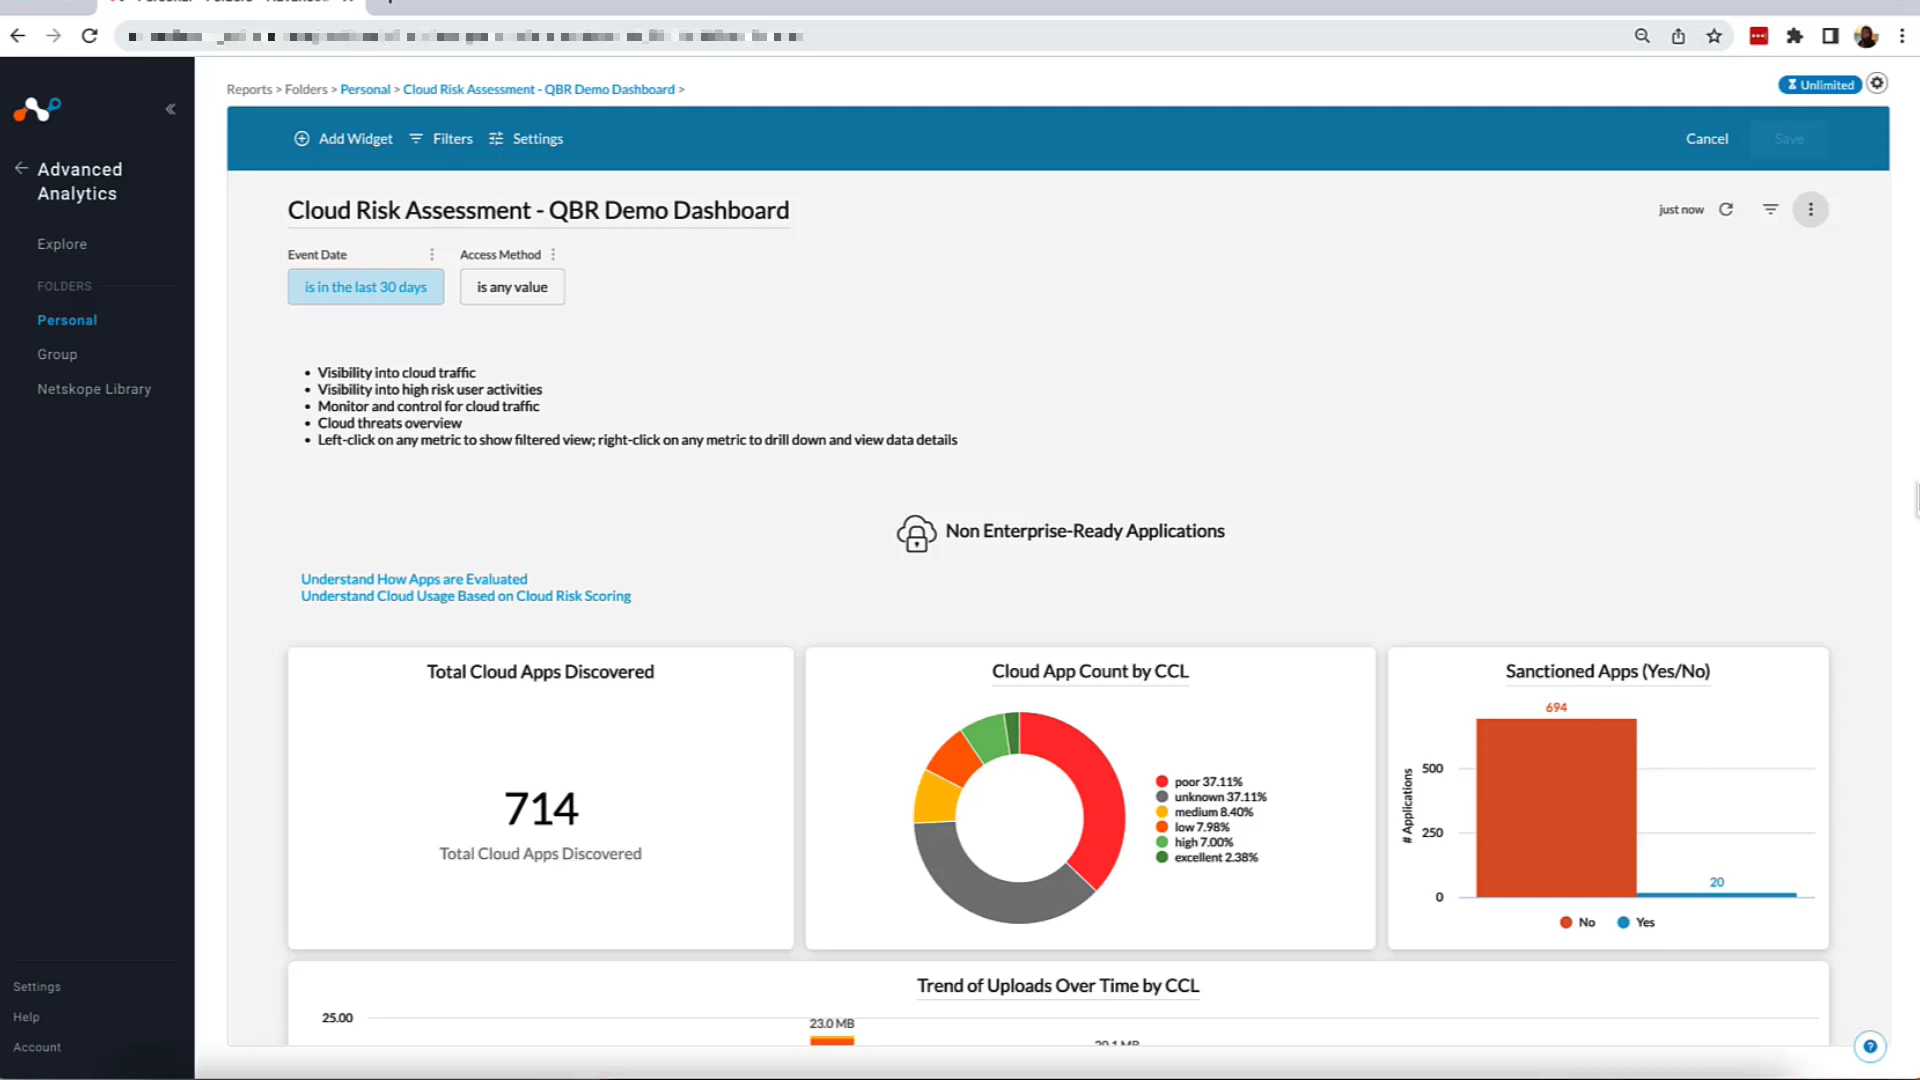 Reports > Folders > Personal > Cloud Risk Assessment - QBR Demo Dashboard >
Unlimited
Add Widget
Filters
Settings
Cancel
Save
Advanced
Analytics
Explore
FOLDERS
Personal
Group
Netskope Library
Settings
Help
Account
Cloud Risk Assessment - QBR Demo Dashboard
just now
Event Date
Access Method
is in the last 30 days
is any value
• Visibility into cloud traffic
• Visibility into high risk user activities
• Monitor and control for cloud traffic
• Cloud threats overview
• Left-click on any metric to show filtered view; right-click on any metric to drill down and view data details
Non Enterprise-Ready Applications
Understand How Apps are Evaluated
Understand Cloud Usage Based on Cloud Risk Scoring
Total Cloud Apps Discovered
714
Total Cloud Apps Discovered
Cloud App Count by CCL
poor 37.11%
unknown 37.11%
medium 8.40%
low 7.98%
high 7.00%
excellent 2.38%
Sanctioned Apps (Yes/No)
694
# Applications
500
250
0
20
No
Yes
Trend of Uploads Over Time by CCL
25.00
23.0 MB